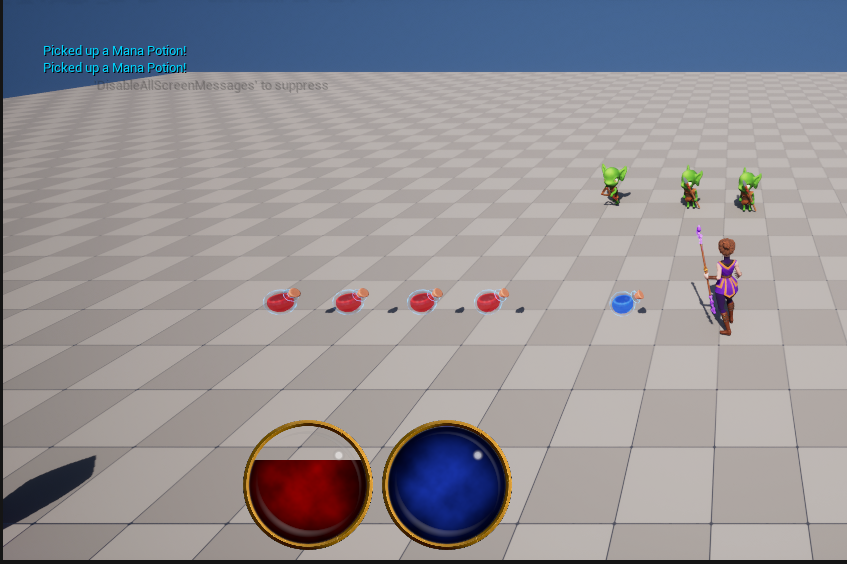 Picked up a Mana Potion!
Picked up a Mana Potion!
'DisableAllScreenMessages' to suppress